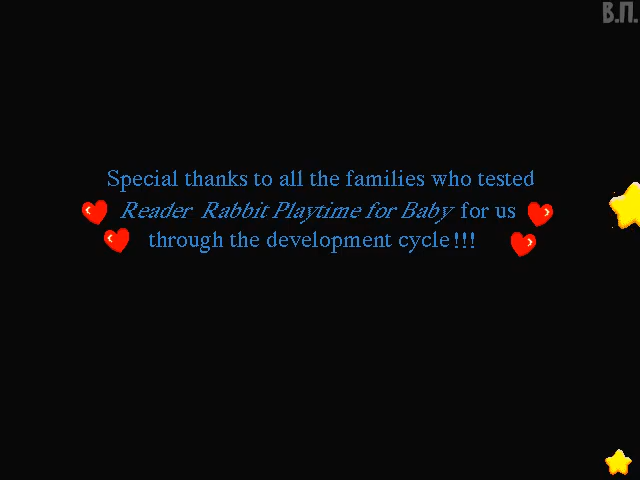 В.П.
Special thanks to all the families who tested
Reader Rabbit Playtime for Baby for us
through the development cycle!!!